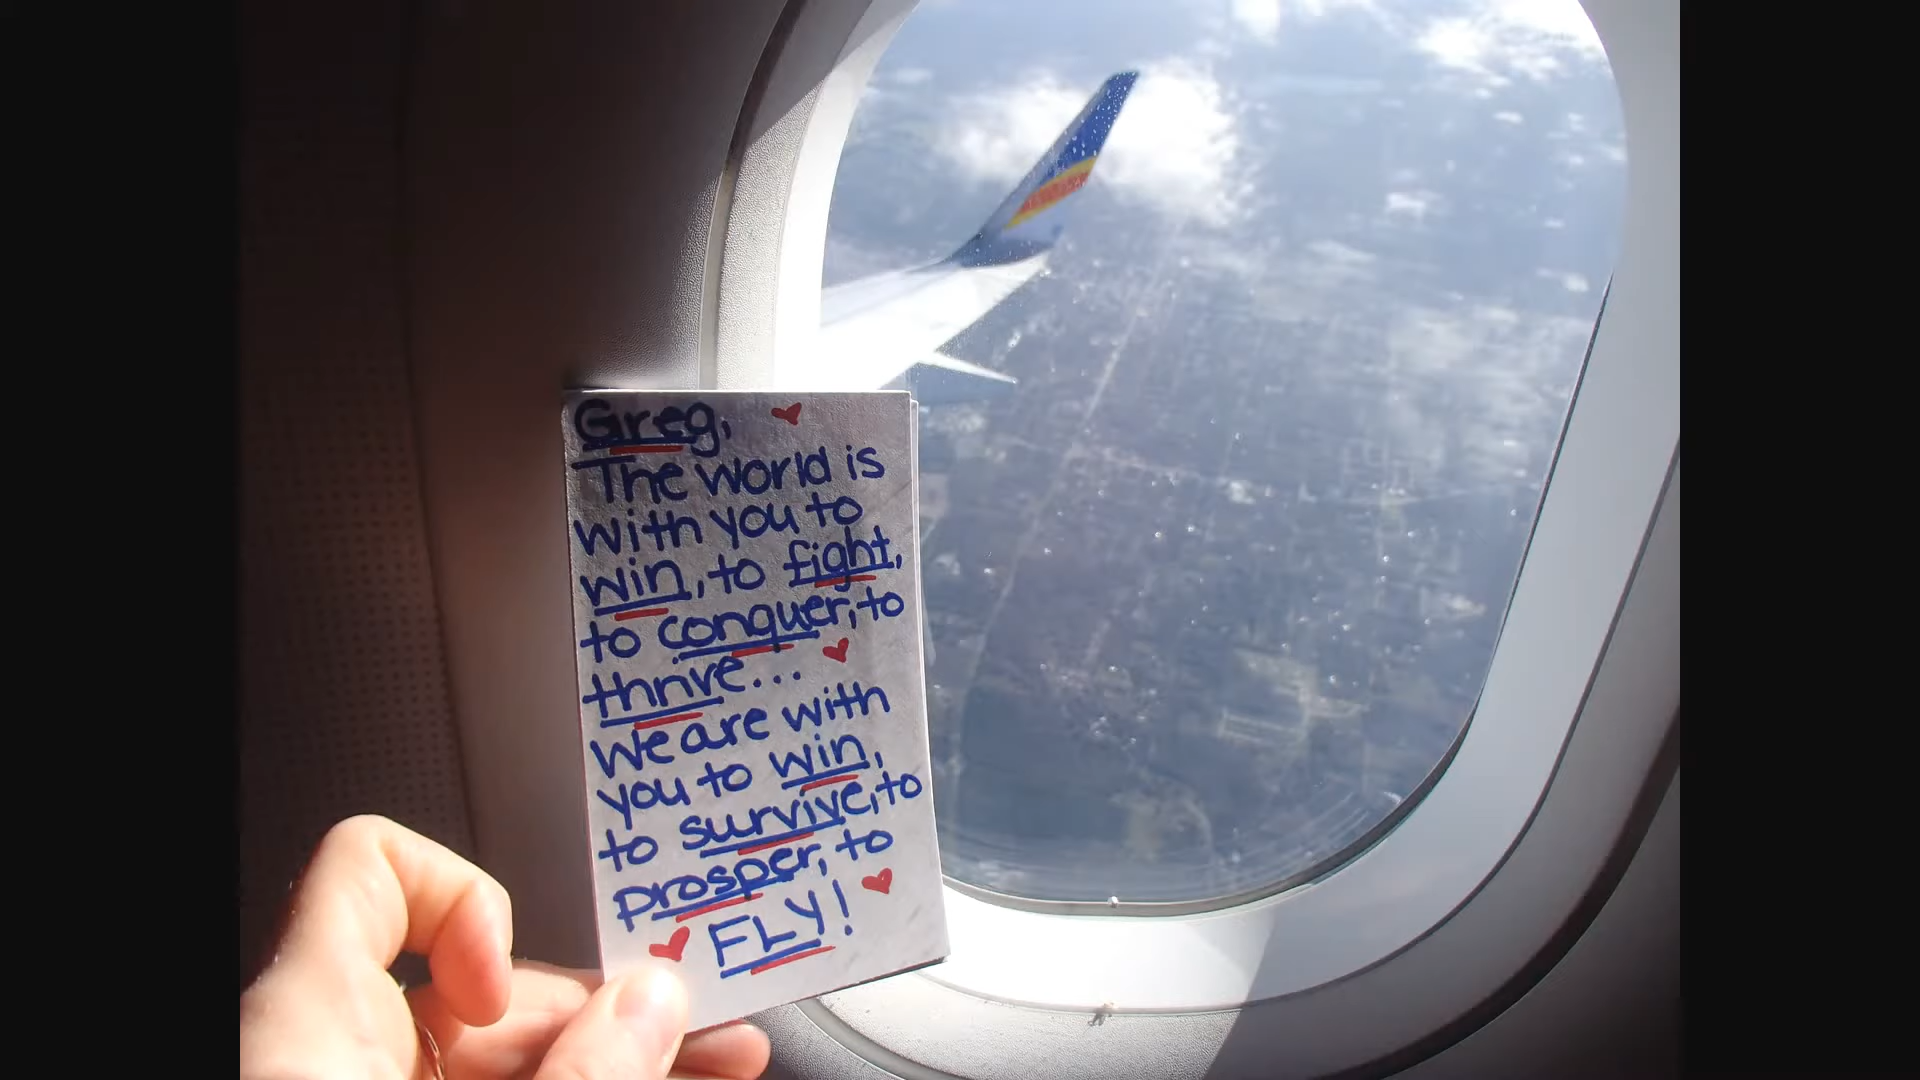 Greg,
The world is
with you to
win, to fight,
to conquer, to
thrive...
We are with
you to win,
to survive, to
prosper, to
FLY!